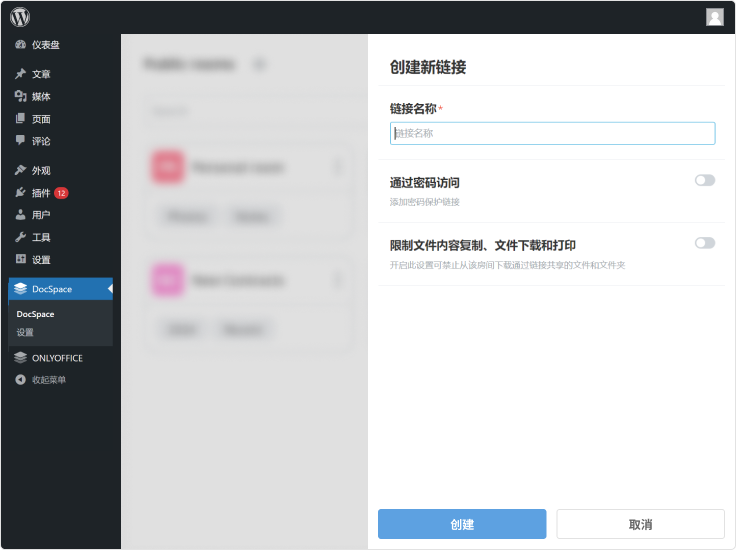 仪表盘
文章
媒体
页面
评论
外观
插件 12
用户
工具
设置
DocSpace
DocSpace
设置
ONLYOFFICE
收起菜单
Public rooms
Personal room
New Contracts
创建新链接
链接名称*
链接名称
通过密码访问
添加密码保护链接
限制文件内容复制、文件下载和打印
开启此设置可禁止从该房间下载通过链接共享的文件和文件夹
创建
取消